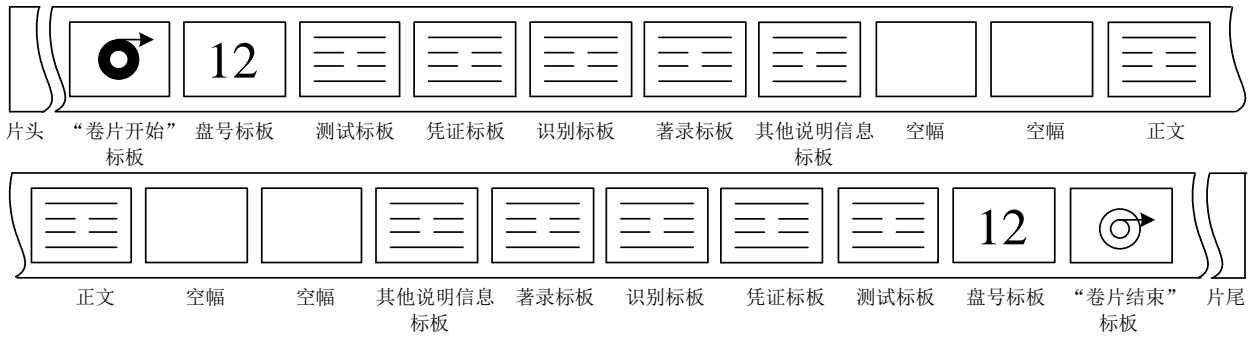 12
片头 “卷片开始” 盘号标板 测试标板 凭证标板 识别标板 著录标板 其他说明信息 空幅 空幅 正文
标板 标板
12
正文 空幅 空幅 其他说明信息 著录标板 识别标板 凭证标板 测试标板 盘号标板 “卷片结束” 片尾
标板 标板